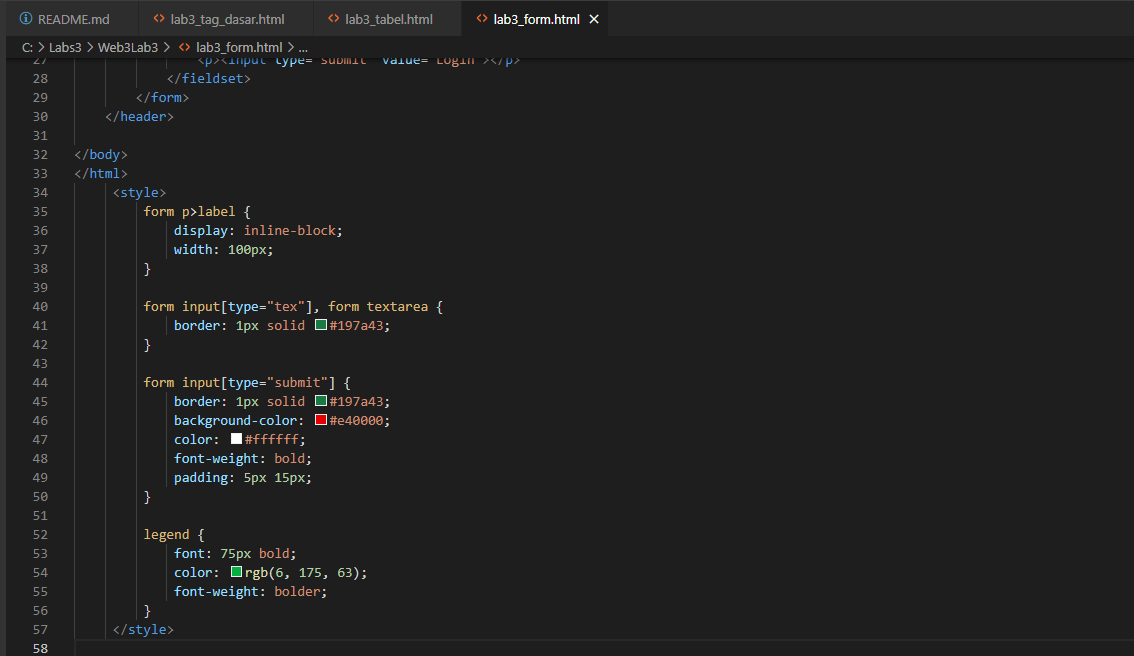 README.md lab3_tag_dasar.html lab3_tabel.html lab3_form.html ×
C: > Labs3 > Web3Lab3 > <> lab3_form.html > ...
27 <p><input type="submit" value="Login"></p>
28 </fieldset>
29 </form>
30 </header>
31
32 </body>
33 </html>
34 <style>
35 form p>label {
36 display: inline-block;
37 width: 100px;
38 }
39
40 form input[type="tex"], form textarea {
41 border: 1px solid #197a43;
42 }
43
44 form input[type="submit"] {
45 border: 1px solid #197a43;
46 background-color: #e40000;
47 color: #ffffff;
48 font-weight: bold;
49 padding: 5px 15px;
50 }
51
52 legend {
53 font: 75px bold;
54 color: rgb(6, 175, 63);
55 font-weight: bolder;
56 }
57 </style>
58